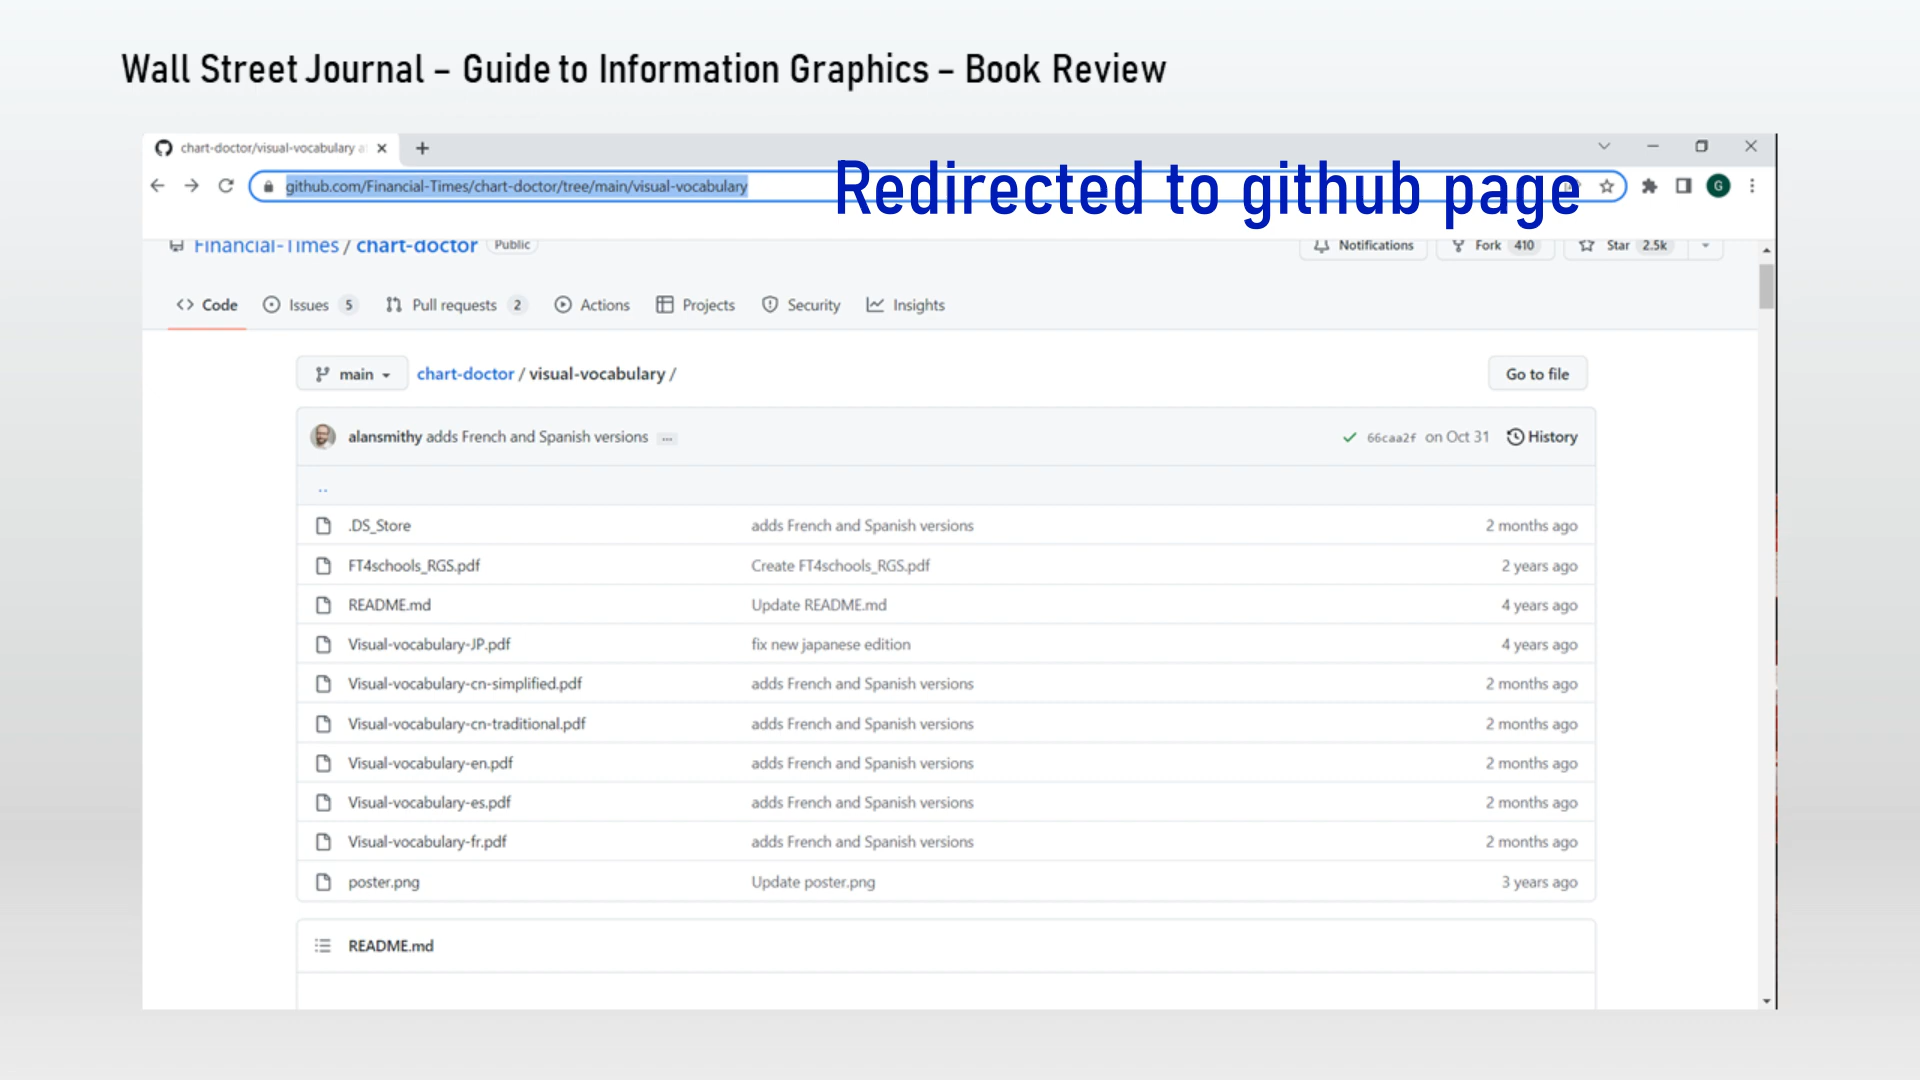 Wall Street Journal – Guide to Information Graphics – Book Review
chart-doctor/visual-vocabulary a
github.com/Financial-Times/chart-doctor/tree/main/visual-vocabulary
Redirected to github page
G
Financial-Times / chart-doctor Public
Notifications Fork 410 Star 2.5k
Code Issues 5 Pull requests 2 Actions Projects Security Insights
main chart-doctor / visual-vocabulary / Go to file
alansmithy adds French and Spanish versions ... 66caa2f on Oct 31 History
..
.DS_Store adds French and Spanish versions 2 months ago
FT4schools_RGS.pdf Create FT4schools_RGS.pdf 2 years ago
README.md Update README.md 4 years ago
Visual-vocabulary-JP.pdf fix new japanese edition 4 years ago
Visual-vocabulary-cn-simplified.pdf adds French and Spanish versions 2 months ago
Visual-vocabulary-cn-traditional.pdf adds French and Spanish versions 2 months ago
Visual-vocabulary-en.pdf adds French and Spanish versions 2 months ago
Visual-vocabulary-es.pdf adds French and Spanish versions 2 months ago
Visual-vocabulary-fr.pdf adds French and Spanish versions 2 months ago
poster.png Update poster.png 3 years ago
README.md